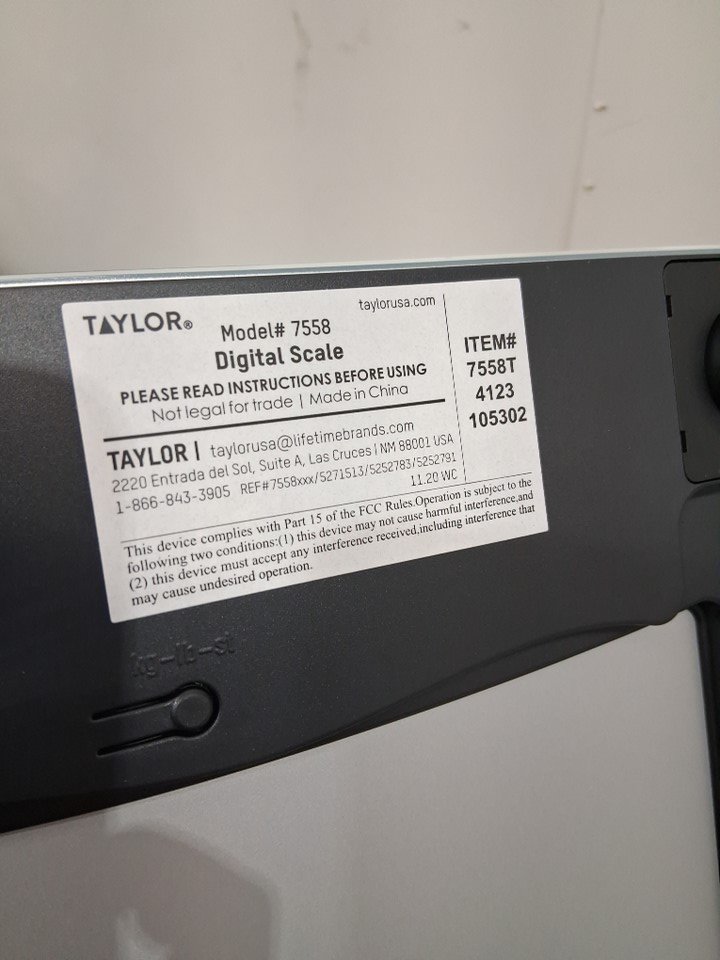 TAYLOR®
taylorusa.com
Model# 7558
Digital Scale
PLEASE READ INSTRUCTIONS BEFORE USING
Not legal for trade | Made in China
TAYLOR | taylorusa@lifetimebrands.com
2220 Entrada del Sol, Suite A, Las Cruces | NM 88001 USA
1-866-843-3905 REF#7558xxx/5271513/5252783/5252791
11.20 WC
ITEM#
7558T
4123
105302
This device complies with Part 15 of the FCC Rules.Operation is subject to the
following two conditions:(1) this device may not cause harmful interference,and
(2) this device must accept any interference received,including interference that
may cause undesired operation.
kg-lb-st